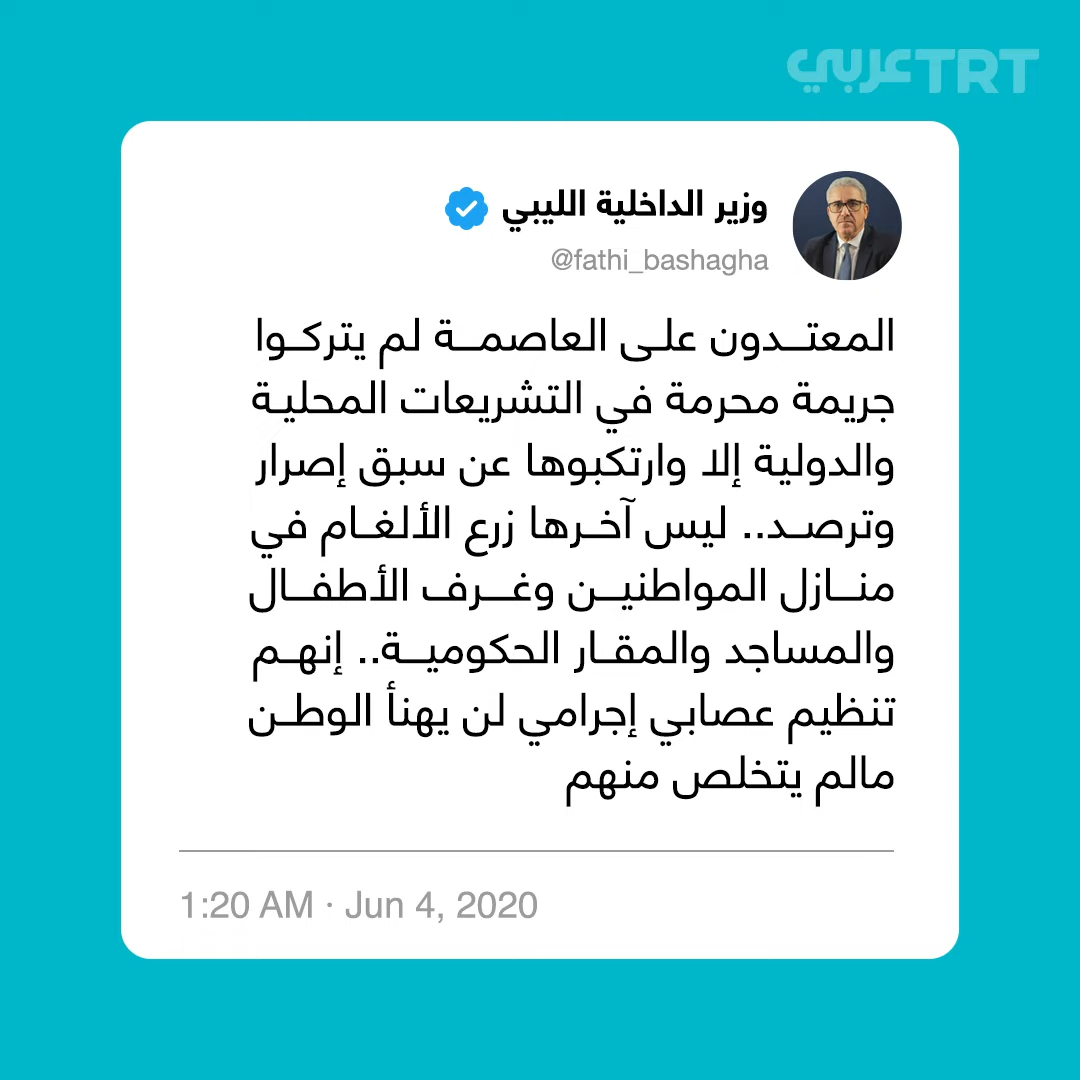 TRT عربي
وزير الداخلية الليبي
@fathi_bashagha
المعتــدون علــى العاصمــة لم يتركــوا
جريمة محرمة في التشريعات المحلية
والدولية إلا وارتكبوها عن سبق إصرار
وترصــد.. ليس آخــرها زرع الألغــام في
منــازل المواطنيــن وغــرف الأطفــال
والمساجد والمقــار الحكوميــة.. إنهــم
تنظيم عصابي إجرامي لن يهنأ الوطــن
مالم يتخلص منهم
1:20 AM · Jun 4, 2020